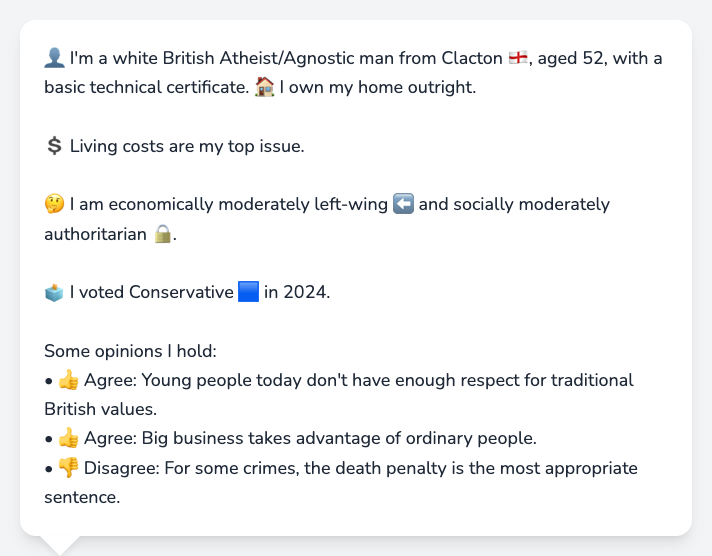 👤 I'm a white British Atheist/Agnostic man from Clacton 🏴󠁧󠁢󠁥󠁮󠁧󠁿, aged 52, with a
basic technical certificate. 🏠 I own my home outright.
💲 Living costs are my top issue.
🤔 I am economically moderately left-wing ⬅️ and socially moderately
authoritarian 🔒.
🗳️ I voted Conservative 🟦 in 2024.
Some opinions I hold:
• 👍 Agree: Young people today don't have enough respect for traditional
British values.
• 👍 Agree: Big business takes advantage of ordinary people.
• 👎 Disagree: For some crimes, the death penalty is the most appropriate
sentence.